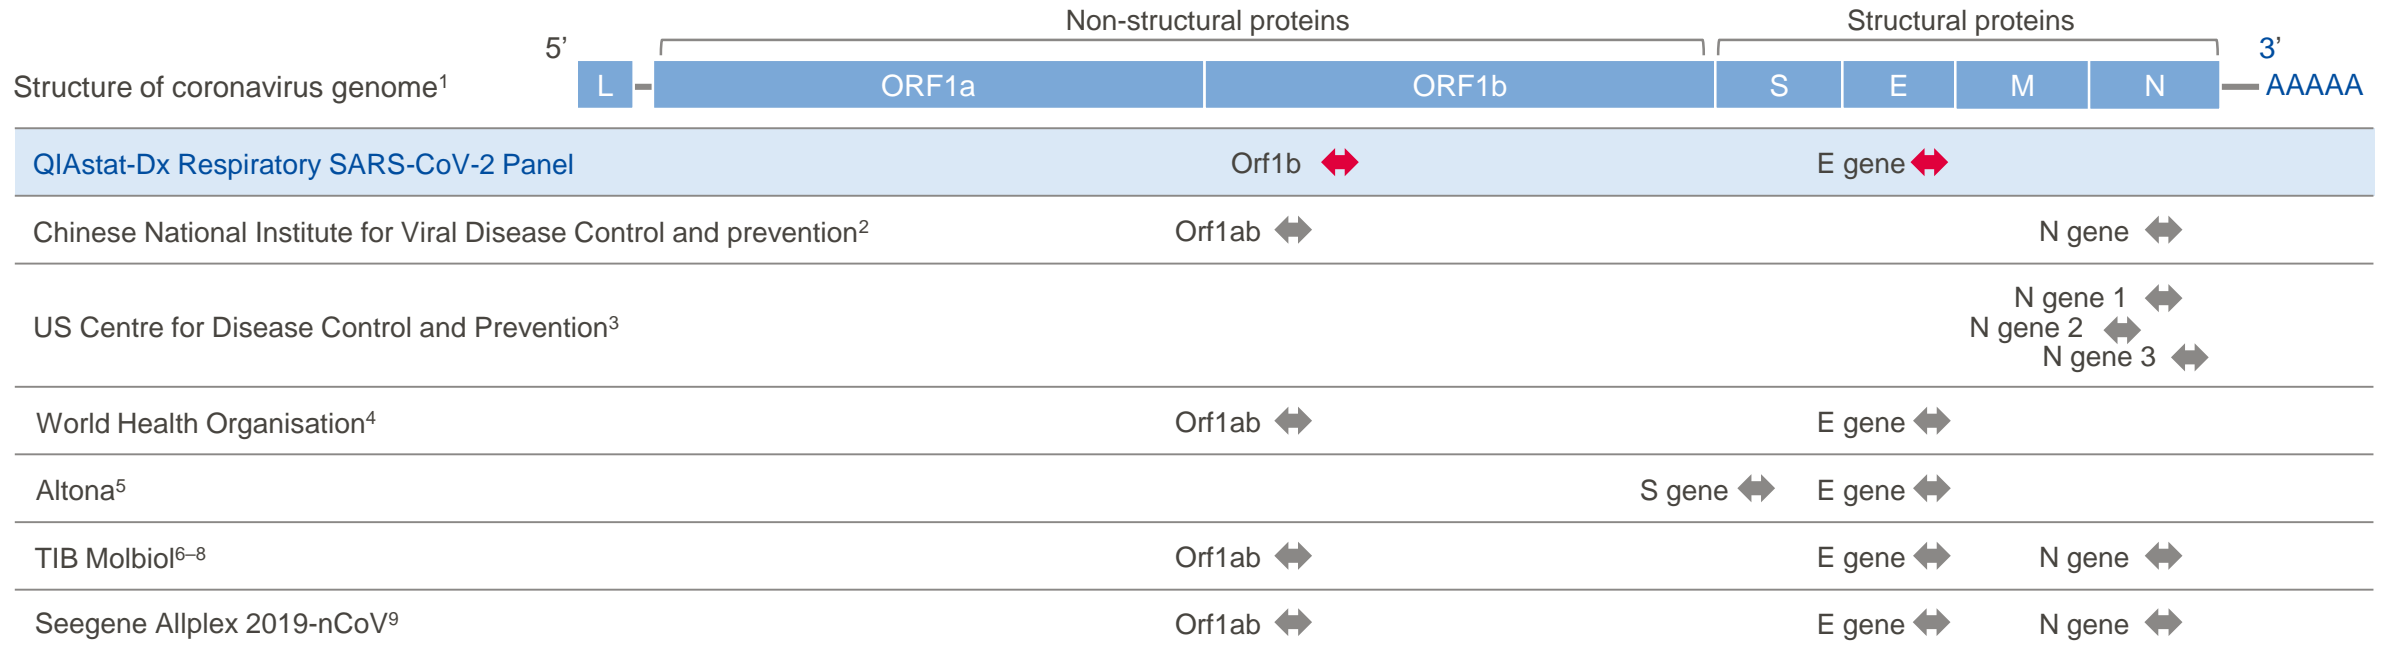 Non-structural proteins Structural proteins
5’ 3’
Structure of coronavirus genome1 L ORF1a ORF1b S E M N AAAAA
QIAstat-Dx Respiratory SARS-CoV-2 Panel Orf1b E gene
Chinese National Institute for Viral Disease Control and prevention2 Orf1ab N gene
N gene 1
US Centre for Disease Control and Prevention3 N gene 2
N gene 3
World Health Organisation4 Orf1ab E gene
Altona5 S gene E gene
TIB Molbiol6–8 Orf1ab E gene N gene
Seegene Allplex 2019-nCoV9 Orf1ab E gene N gene